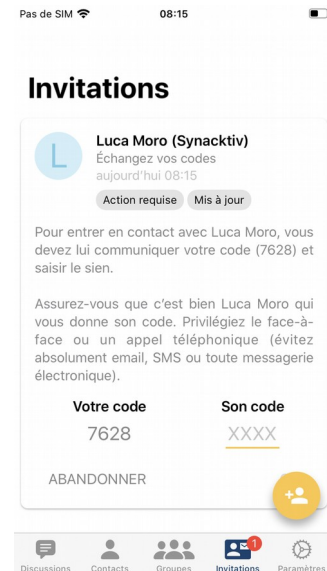 Pas de SIM 08:15
Invitations
L
Luca Moro (Synacktiv)
Échangez vos codes
aujourd'hui 08:15
Action requise Mis à jour
Pour entrer en contact avec Luca Moro, vous
devez lui communiquer votre code (7628) et
saisir le sien.
Assurez-vous que c'est bien Luca Moro qui
vous donne son code. Privilégiez le face-à-
face ou un appel téléphonique (évitez
absolument email, SMS ou toute messagerie
électronique).
Votre code Son code
7628 XXXX
ABANDONNER
1
Discussions Contacts Groupes Invitations Paramètres